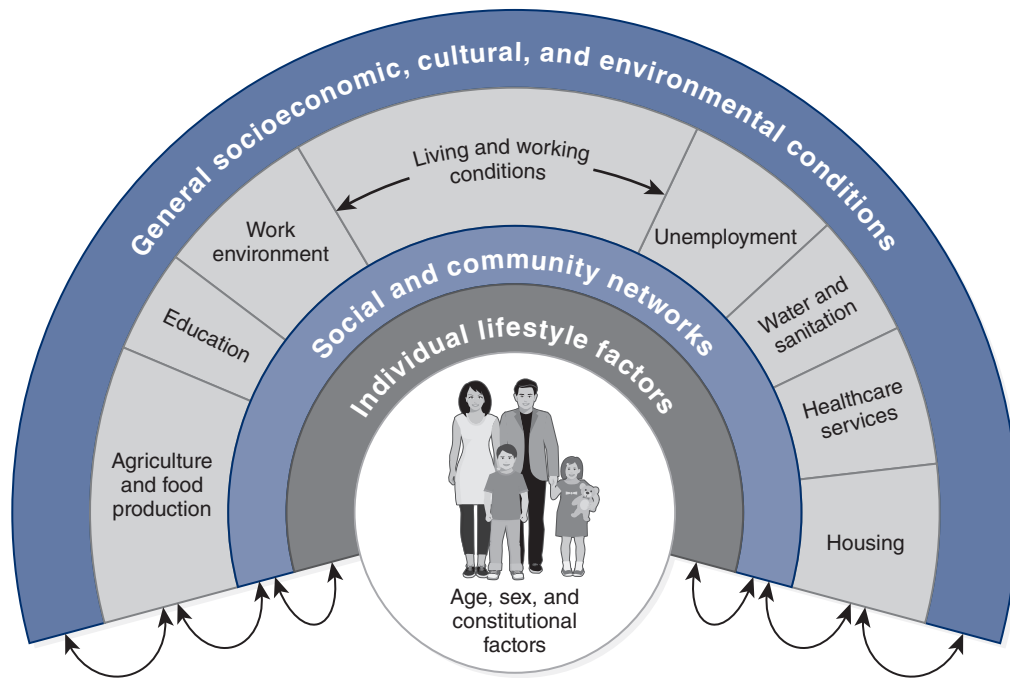 General socioeconomic, cultural, and environmental conditions
Living and working
conditions
Work
environment
Unemployment
Education
Water and
sanitation
Agriculture
and food
production
Healthcare
services
Housing
Social and community networks
Individual lifestyle factors
Age, sex, and
constitutional
factors